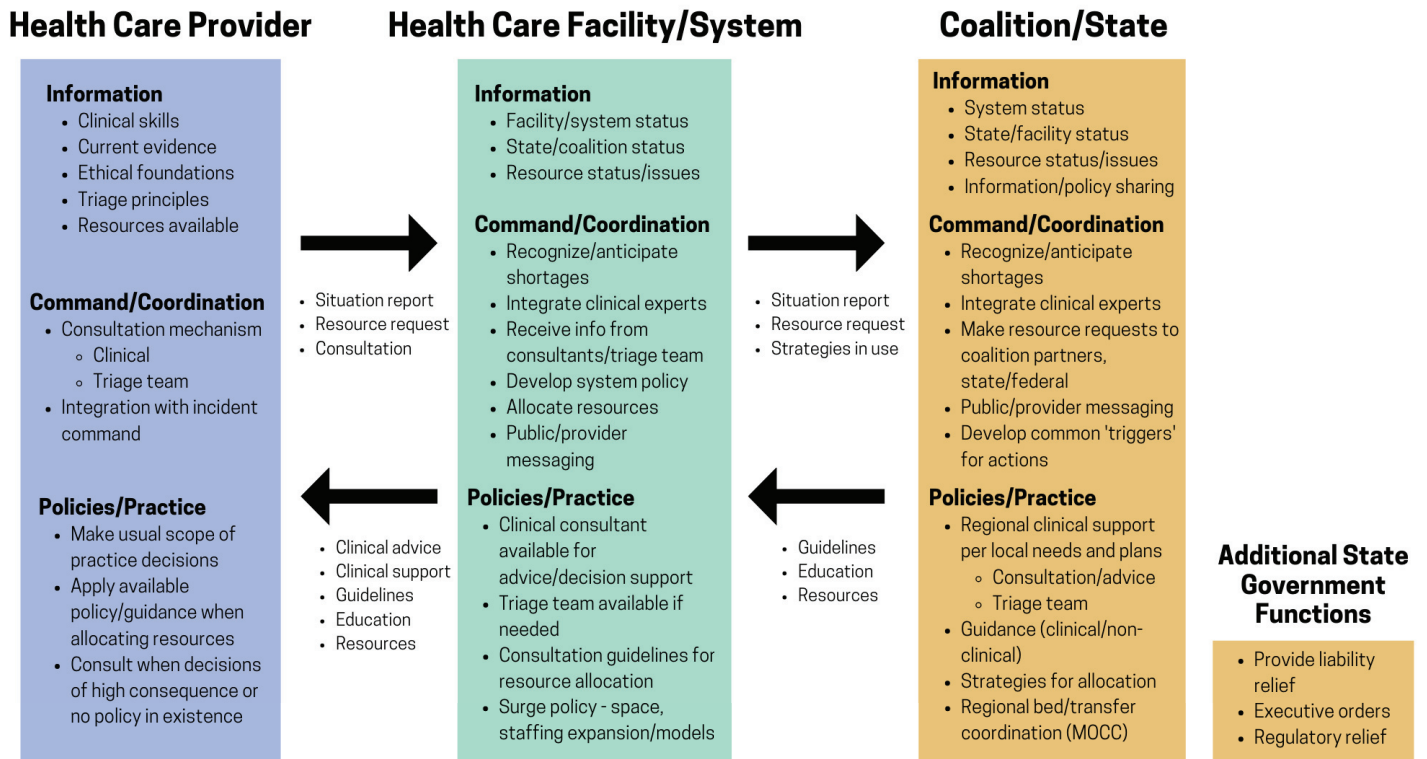 Health Care Provider
Information
• Clinical skills
• Current evidence
• Ethical foundations
• Triage principles
• Resources available
Command/Coordination
• Consultation mechanism
◦ Clinical
◦ Triage team
• Integration with incident
command
Policies/Practice
• Make usual scope of
practice decisions
• Apply available
policy/guidance when
allocating resources
• Consult when decisions
of high consequence or
no policy in existence
• Situation report
• Resource request
• Consultation
• Clinical advice
• Clinical support
• Guidelines
• Education
• Resources
Health Care Facility/System
Information
• Facility/system status
• State/coalition status
• Resource status/issues
Command/Coordination
• Recognize/anticipate
shortages
• Integrate clinical experts
• Receive info from
consultants/triage team
• Develop system policy
• Allocate resources
• Public/provider
messaging
Policies/Practice
• Clinical consultant
available for
advice/decision support
• Triage team available if
needed
• Consultation guidelines for
resource allocation
• Surge policy - space,
staffing expansion/models
• Situation report
• Resource request
• Strategies in use
• Guidelines
• Education
• Resources
Coalition/State
Information
• System status
• State/facility status
• Resource status/issues
• Information/policy sharing
Command/Coordination
• Recognize/anticipate
shortages
• Integrate clinical experts
• Make resource requests to
coalition partners,
state/federal
• Public/provider messaging
• Develop common 'triggers'
for actions
Policies/Practice
• Regional clinical support
per local needs and plans
◦ Consultation/advice
◦ Triage team
• Guidance (clinical/non-
clinical)
• Strategies for allocation
• Regional bed/transfer
coordination (MOCC)
Additional State
Government
Functions
• Provide liability
relief
• Executive orders
• Regulatory relief